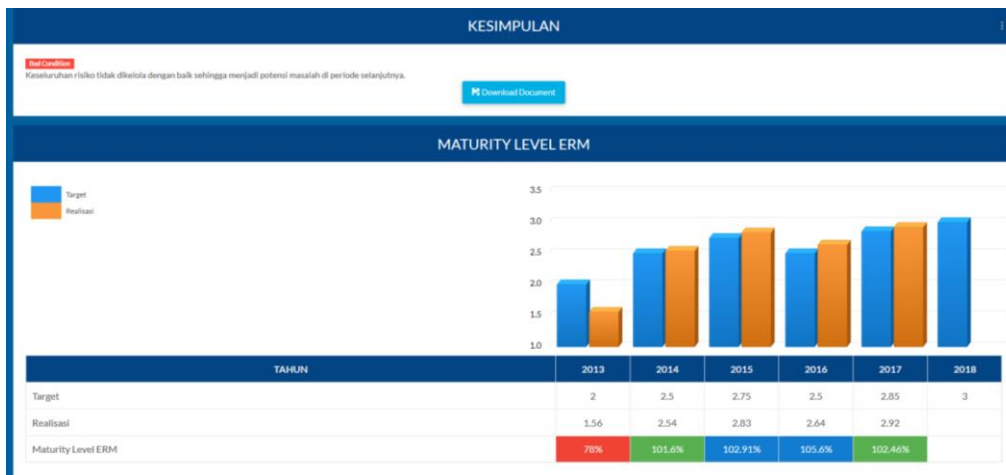 KESIMPULAN
Bad Condition
Keseluruhan risiko tidak dikelola dengan baik sehingga menjadi potensi masalah di periode selanjutnya.
Download Document
MATURITY LEVEL ERM
Target
Realisasi
3.5
3.0
2.5
2.0
1.5
1.0
TAHUN 2013 2014 2015 2016 2017 2018
Target 2 2.5 2.75 2.5 2.85 3
Realisasi 1.56 2.54 2.83 2.64 2.92
Maturity Level ERM 78% 101.6% 102.91% 105.6% 102.46%